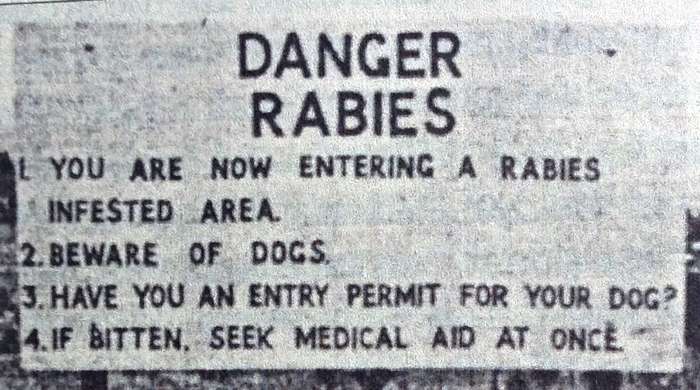 DANGER
RABIES
1. YOU ARE NOW ENTERING A RABIES
INFESTED AREA.
2. BEWARE OF DOGS.
3. HAVE YOU AN ENTRY PERMIT FOR YOUR DOG?
4. IF BITTEN, SEEK MEDICAL AID AT ONCE.